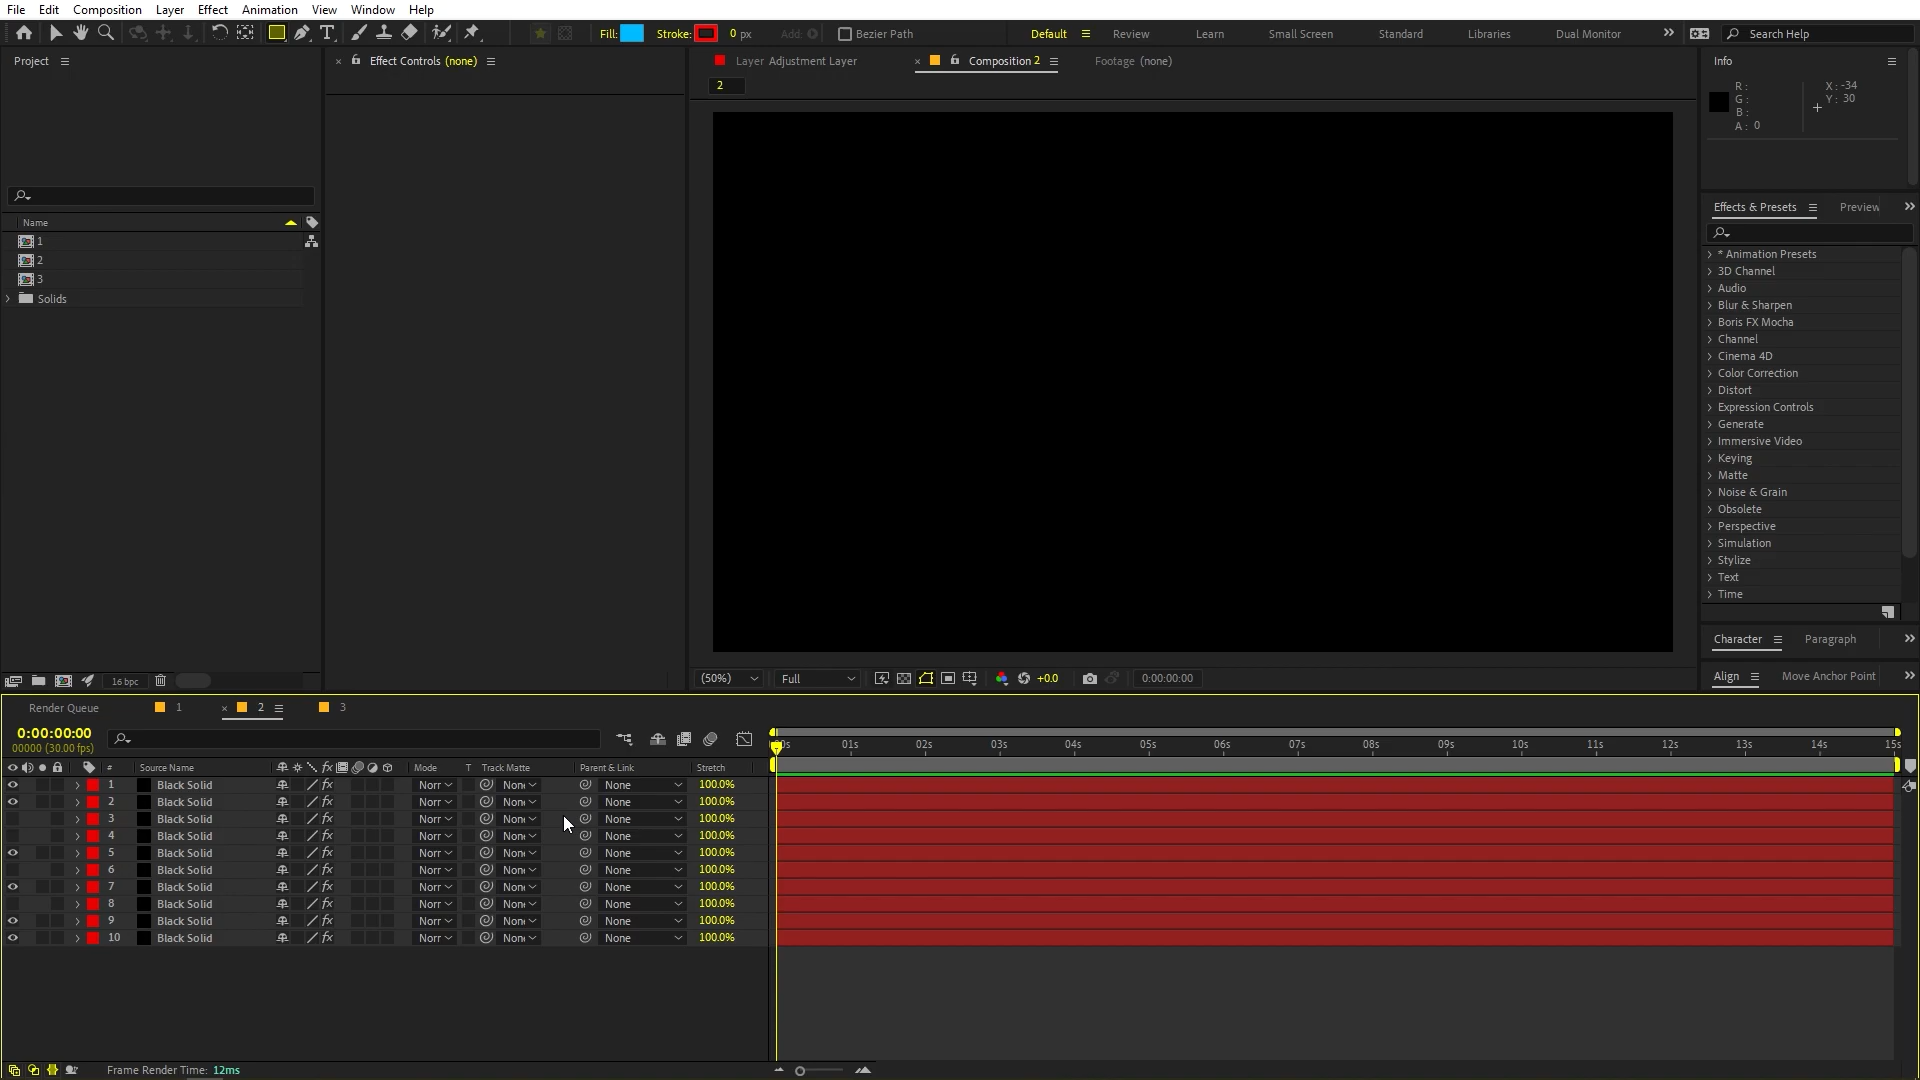 File Edit Composition Layer Effect Animation View Window Help
Fill: Stroke: 0 px Add: Bezier Path Default Review Learn Small Screen Standard Libraries Dual Monitor Search Help
Project
Effect Controls (none)
Layer Adjustment Layer Composition 2 Footage (none)
2
Name
1
2
3
Solids
16 bpc
(50%) Full +0.0 0:00:00:00
Info
R :
G :
B :
A : 0
X : -34
Y : 30
Effects & Presets Preview
* Animation Presets
3D Channel
Audio
Blur & Sharpen
Boris FX Mocha
Channel
Cinema 4D
Color Correction
Distort
Expression Controls
Generate
Immersive Video
Keying
Matte
Noise & Grain
Obsolete
Perspective
Simulation
Stylize
Text
Time
Character Paragraph
Align Move Anchor Point
Render Queue 1 2 3
0:00:00:00
00000 (30.00 fps)
01s 02s 03s 04s 05s 06s 07s 08s 09s 10s 11s 12s 13s 14s 15s
# Source Name fx Mode T Track Matte Parent & Link Stretch
1 Black Solid fx Norr None None 100.0%
2 Black Solid fx Norr None None 100.0%
3 Black Solid fx Norr None None 100.0%
4 Black Solid fx Norr None None 100.0%
5 Black Solid fx Norr None None 100.0%
6 Black Solid fx Norr None None 100.0%
7 Black Solid fx Norr None None 100.0%
8 Black Solid fx Norr None None 100.0%
9 Black Solid fx Norr None None 100.0%
10 Black Solid fx Norr None None 100.0%
Frame Render Time: 12ms